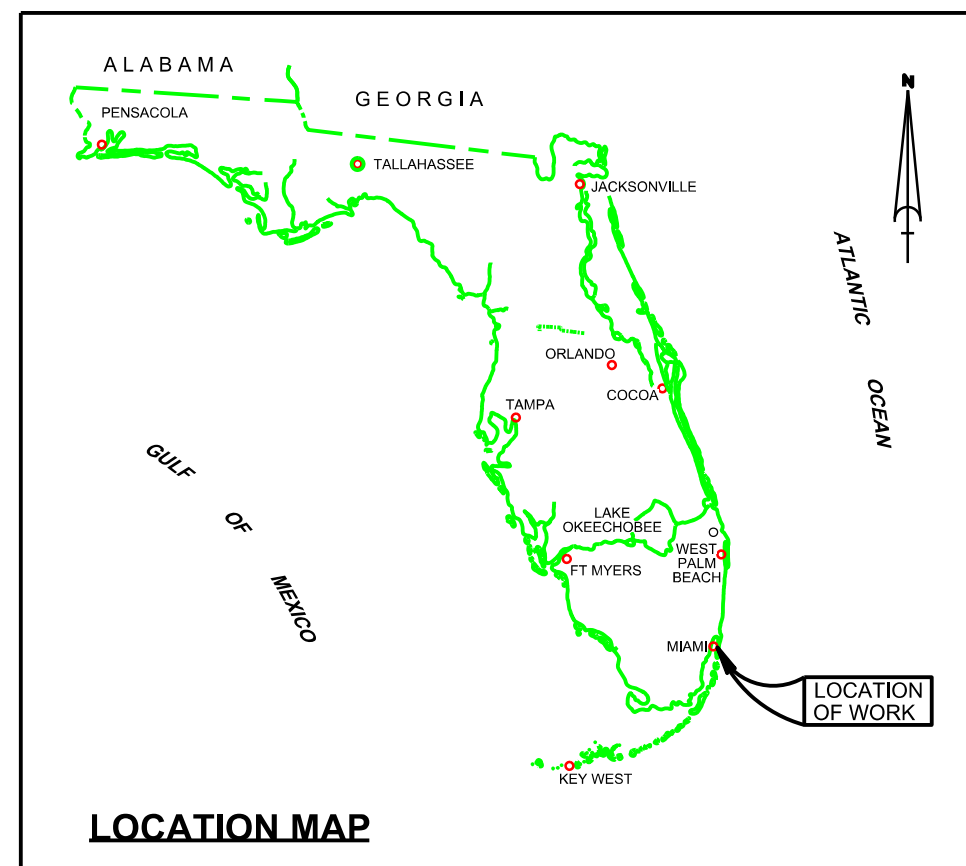 ALABAMA
GEORGIA
N
PENSACOLA
TALLAHASSEE
JACKSONVILLE
ATLANTIC
OCEAN
ORLANDO
COCOA
TAMPA
GULF
OF
MEXICO
LAKE
OKEECHOBEE
WEST
PALM
BEACH
FT MYERS
MIAMI
LOCATION
OF WORK
KEY WEST
LOCATION MAP